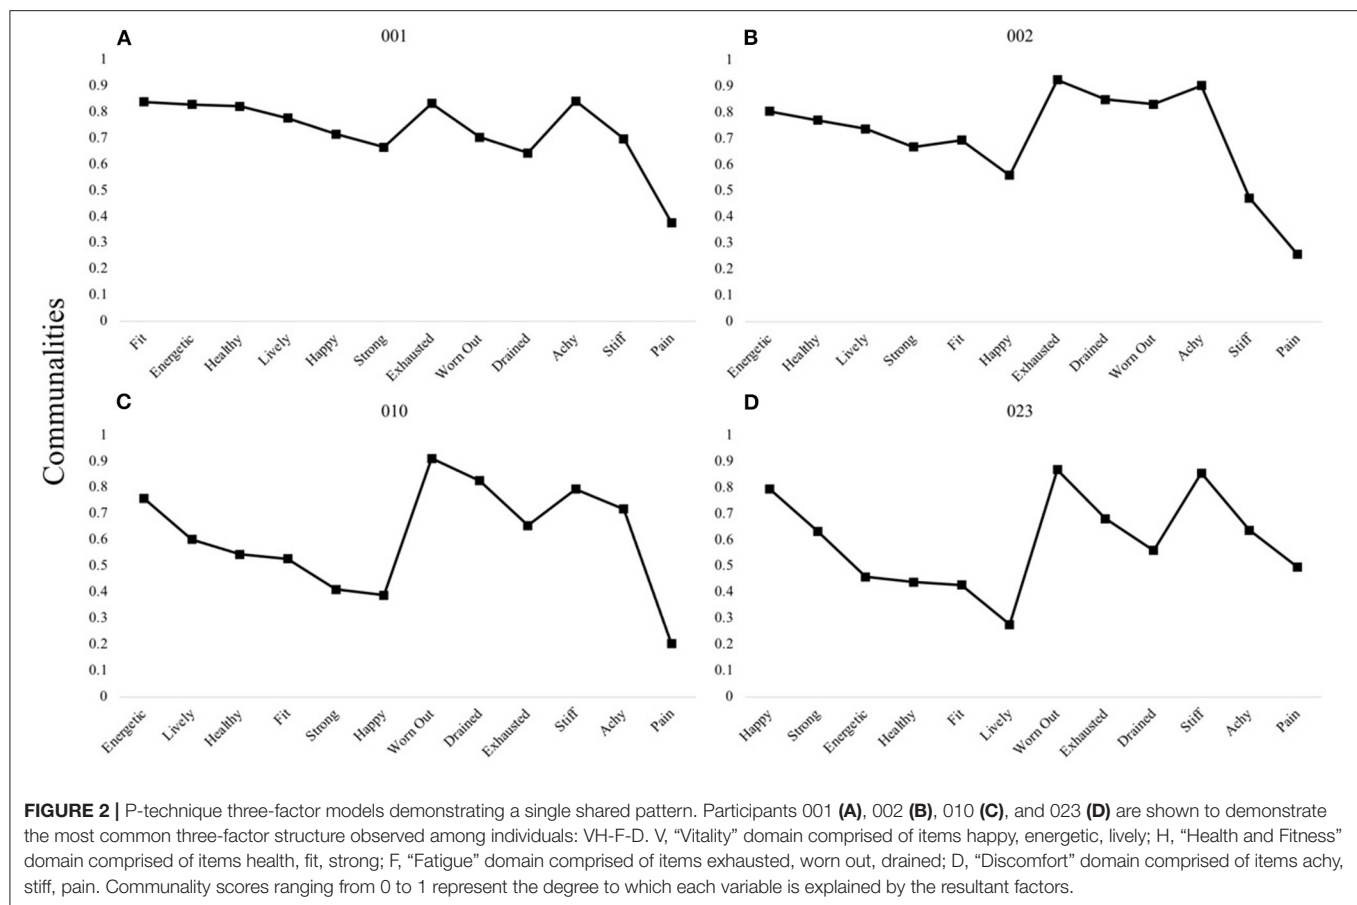 A
001
B
002
Communalities
1
0.9
0.8
0.7
0.6
0.5
0.4
0.3
0.2
0.1
0
Fit
Energetic
Healthy
Lively
Happy
Strong
Exhausted
Worn Out
Drained
Achy
Stiff
Pain
1
0.9
0.8
0.7
0.6
0.5
0.4
0.3
0.2
0.1
0
Energetic
Healthy
Lively
Strong
Fit
Happy
Exhausted
Drained
Worn Out
Achy
Stiff
Pain
C
010
D
023
1
0.9
0.8
0.7
0.6
0.5
0.4
0.3
0.2
0.1
0
Energetic
Lively
Healthy
Fit
Strong
Happy
Worn Out
Drained
Exhausted
Stiff
Achy
Pain
1
0.9
0.8
0.7
0.6
0.5
0.4
0.3
0.2
0.1
0
Happy
Strong
Energetic
Healthy
Fit
Lively
Worn Out
Exhausted
Drained
Stiff
Achy
Pain
FIGURE 2 | P-technique three-factor models demonstrating a single shared pattern. Participants 001 (A), 002 (B), 010 (C), and 023 (D) are shown to demonstrate
the most common three-factor structure observed among individuals: VH-F-D. V, “Vitality” domain comprised of items happy, energetic, lively; H, “Health and Fitness”
domain comprised of items health, fit, strong; F, “Fatigue” domain comprised of items exhausted, worn out, drained; D, “Discomfort” domain comprised of items achy,
stiff, pain. Communality scores ranging from 0 to 1 represent the degree to which each variable is explained by the resultant factors.